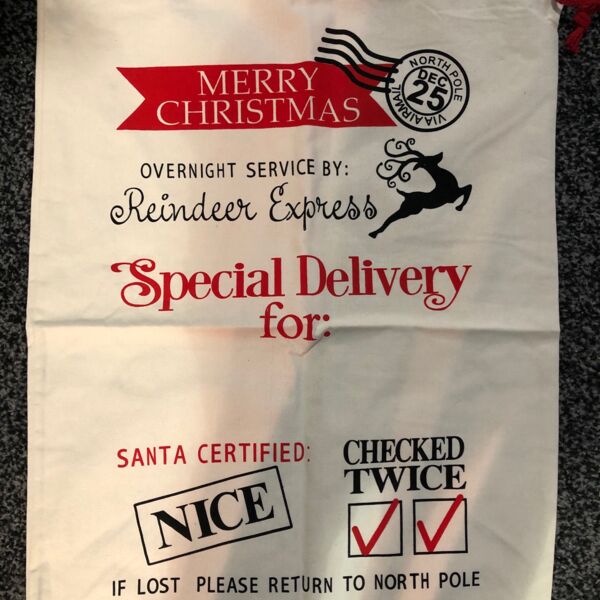 MERRY
CHRISTMAS
NORTH POLE
DEC
25
VIA AIRMAIL
OVERNIGHT SERVICE BY:
Reindeer Express
Special Delivery
for:
SANTA CERTIFIED:
NICE
CHECKED
TWICE
IF LOST PLEASE RETURN TO NORTH POLE